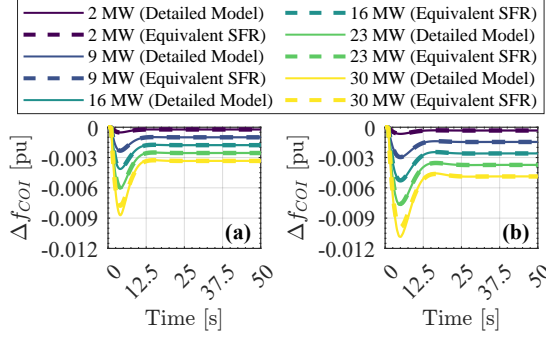 2 MW (Detailed Model)
2 MW (Equivalent SFR)
9 MW (Detailed Model)
9 MW (Equivalent SFR)
16 MW (Detailed Model)
16 MW (Equivalent SFR)
23 MW (Detailed Model)
23 MW (Equivalent SFR)
30 MW (Detailed Model)
30 MW (Equivalent SFR)
0
-0.003
-0.006
-0.009
-0.012
Δf_COI [pu]
(a)
0
12.5
25
37.5
50
Time [s]
0
-0.003
-0.006
-0.009
-0.012
Δf_COI [pu]
(b)
0
12.5
25
37.5
50
Time [s]